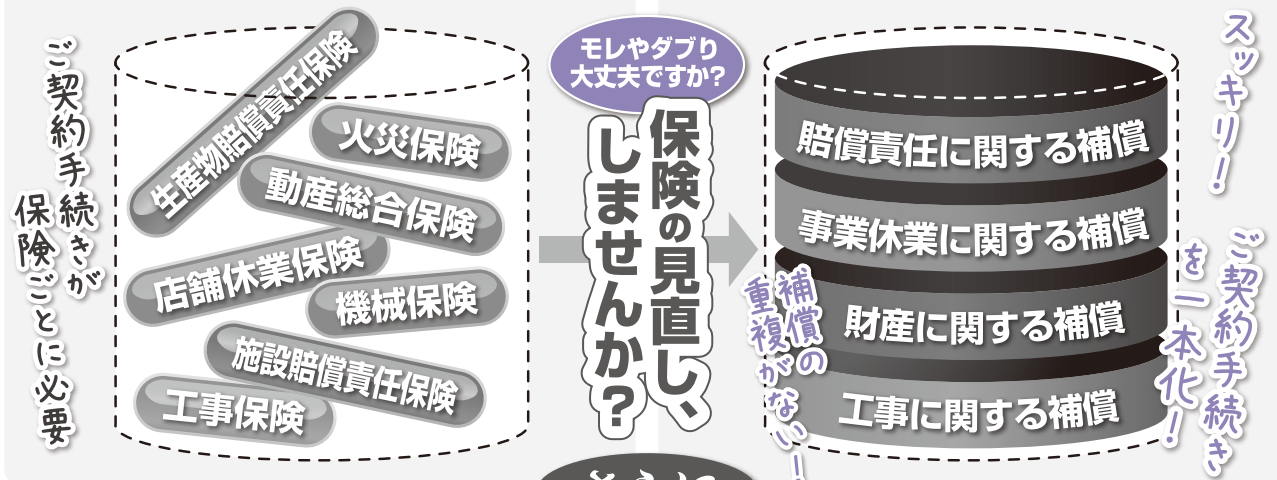 ご契約手続きが
保険ごとに必要
生産物賠償責任保険
火災保険
動産総合保険
店舗休業保険
機械保険
施設賠償責任保険
工事保険
モレやダブり
大丈夫ですか?
保険の見直し、
しませんか?
スッキリ!
賠償責任に関する補償
事業休業に関する補償
財産に関する補償
工事に関する補償
補償の
重複がない!
ご契約手続き
を一本化!